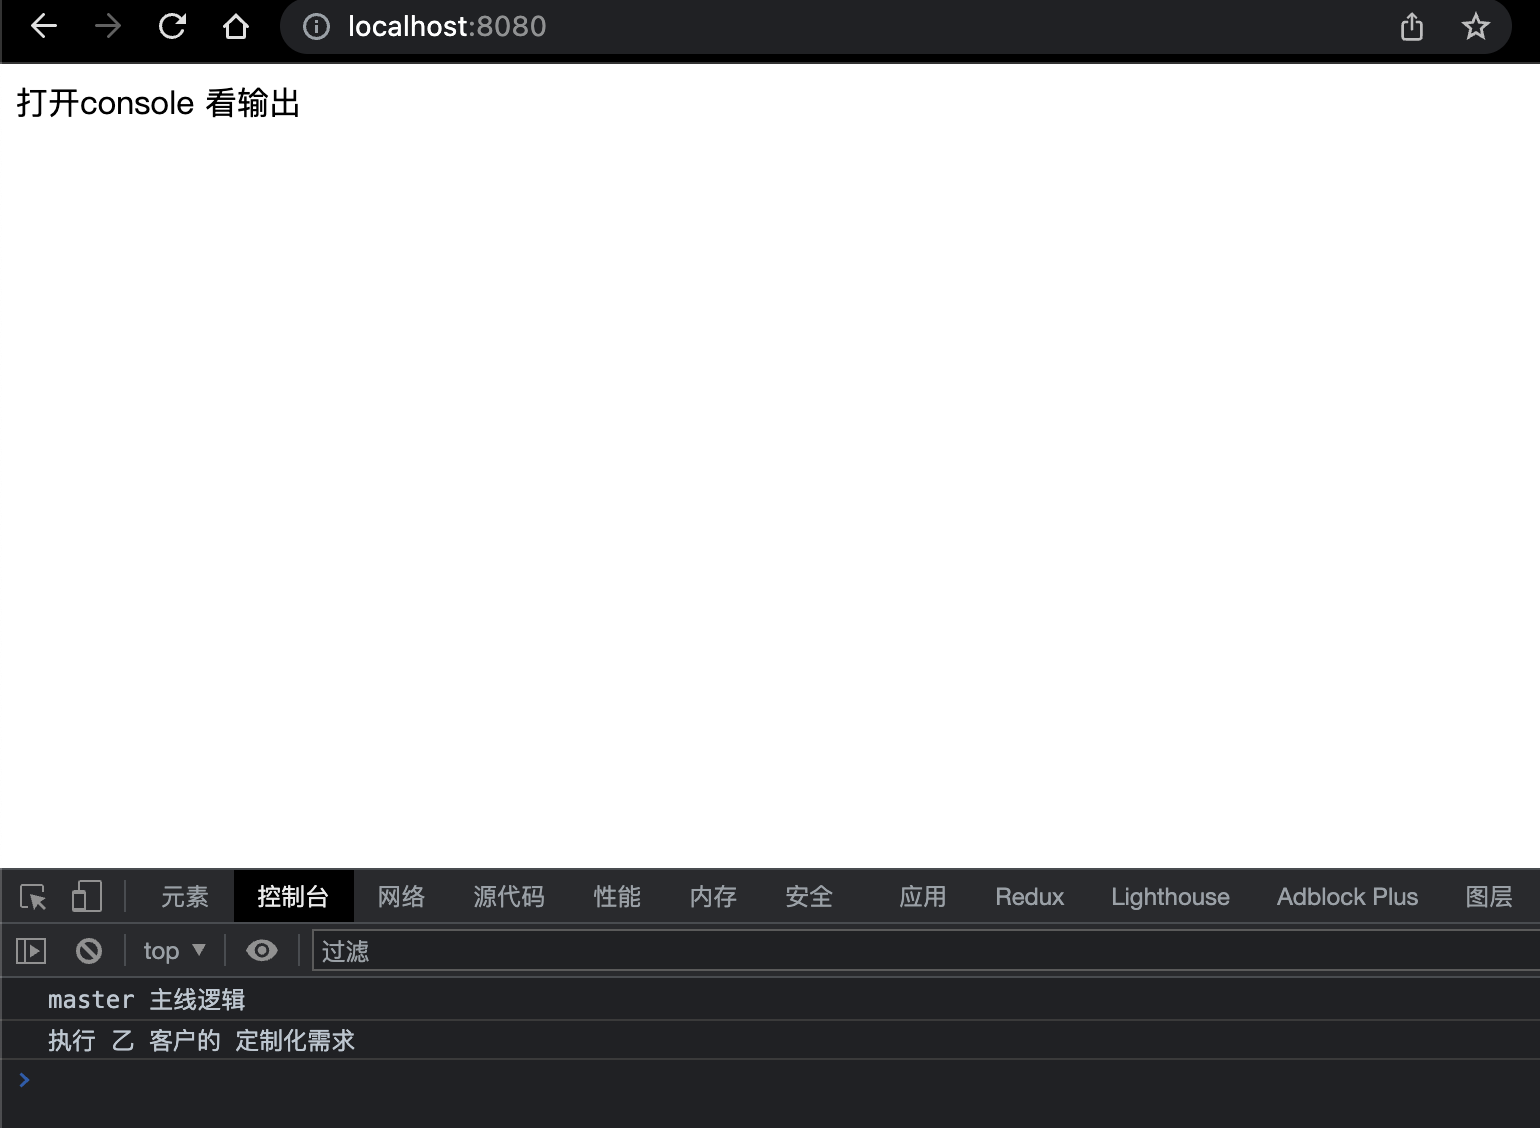 localhost:8080
打开console 看输出
元素 控制台 网络 源代码 性能 内存 安全 应用 Redux Lighthouse Adblock Plus 图层
top 过滤
master 主线逻辑
执行 乙 客户的 定制化需求